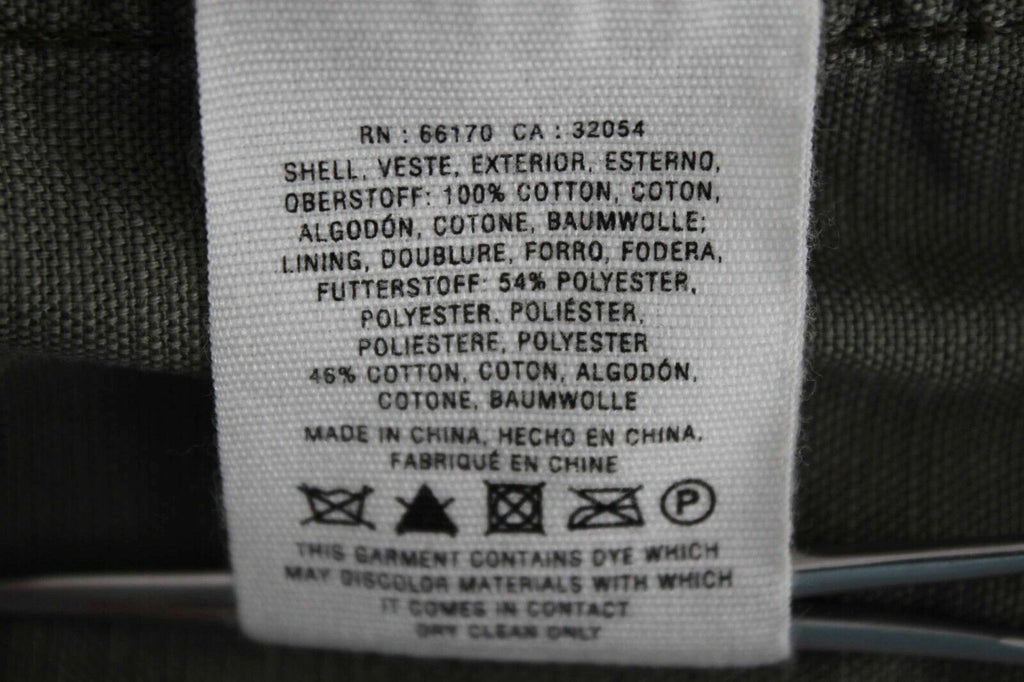 RN : 66170 CA : 32054
SHELL, VESTE, EXTERIOR, ESTERNO,
OBERSTOFF: 100% COTTON, COTON,
ALGODÓN, COTONE, BAUMWOLLE;
LINING, DOUBLURE, FORRO, FODERA,
FUTTERSTOFF: 54% POLYESTER,
POLYESTER, POLIÉSTER,
POLIESTERE, POLYESTER
46% COTTON, COTON, ALGODÓN,
COTONE, BAUMWOLLE
MADE IN CHINA, HECHO EN CHINA,
FABRIQUÉ EN CHINE
P
THIS GARMENT CONTAINS DYE WHICH
MAY DISCOLOR MATERIALS WITH WHICH
IT COMES IN CONTACT
DRY CLEAN ONLY